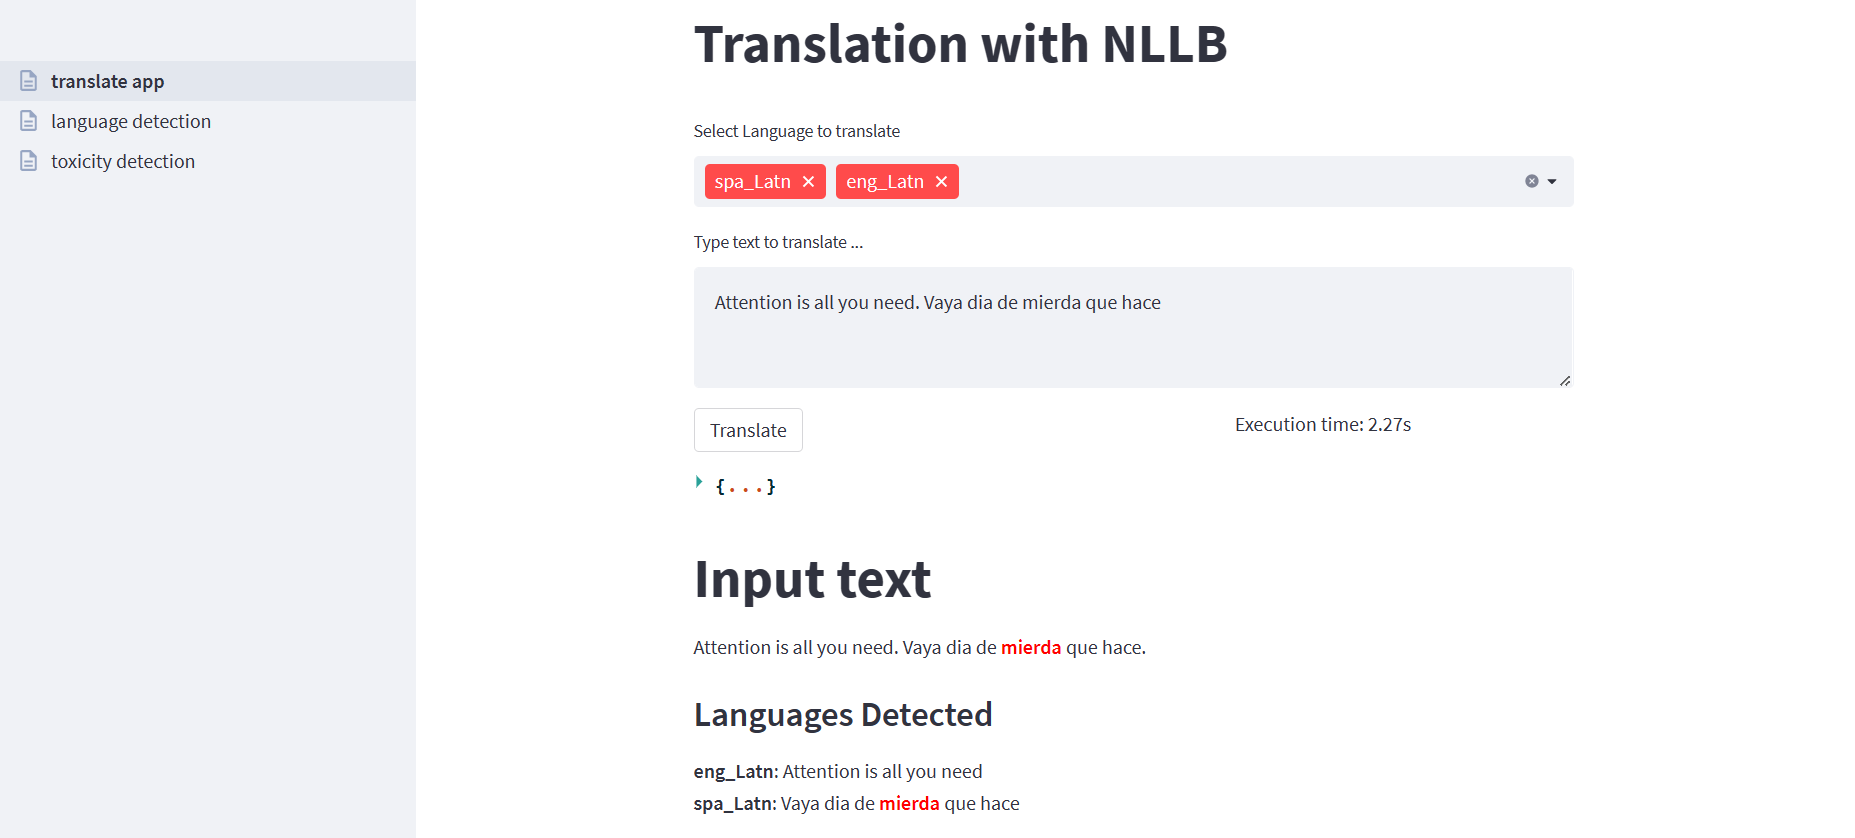 translate app
language detection
toxicity detection
Translation with NLLB
Select Language to translate
spa_Latn × eng_Latn ×
Type text to translate ...
Attention is all you need. Vaya dia de mierda que hace
Translate
Execution time: 2.27s
{...}
Input text
Attention is all you need. Vaya dia de mierda que hace.
Languages Detected
eng_Latn: Attention is all you need
spa_Latn: Vaya dia de mierda que hace